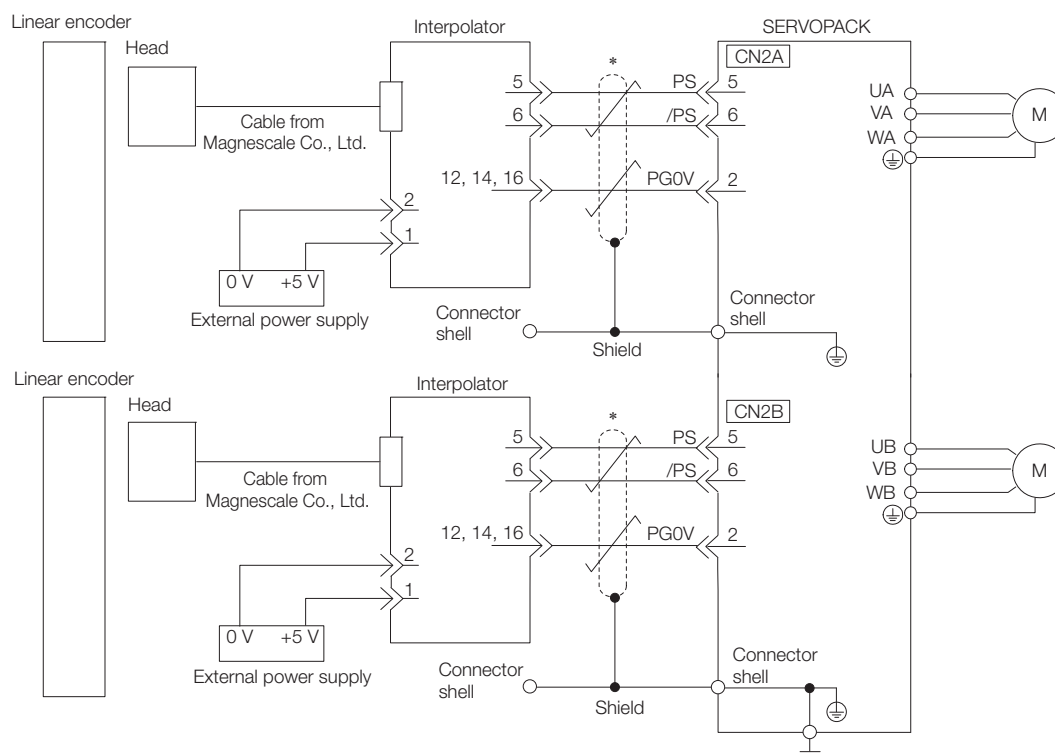 Linear encoder
Head
Interpolator
SERVOPACK
CN2A
*
5 PS 5
6 /PS 6
12, 14, 16 PG0V 2
Cable from
Magnescale Co., Ltd.
2
1
0 V +5 V
External power supply
Connector
shell
Shield
Connector
shell
UA
VA
WA
M
Linear encoder
Head
Interpolator
CN2B
*
5 PS 5
6 /PS 6
12, 14, 16 PG0V 2
Cable from
Magnescale Co., Ltd.
2
1
0 V +5 V
External power supply
Connector
shell
Shield
Connector
shell
UB
VB
WB
M